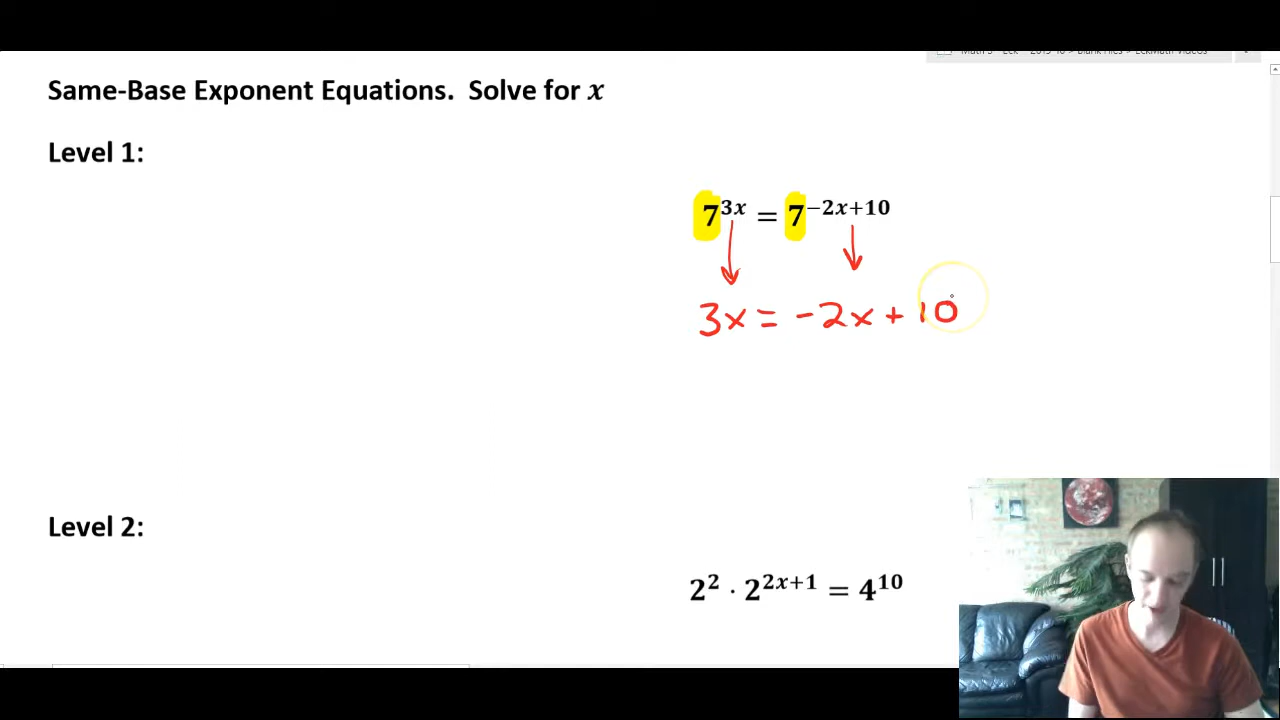 Same-Base Exponent Equations.  Solve for x
Level 1:
7^{3x} = 7^{-2x+10}
3x = -2x + 10
Level 2:
2^2 · 2^{2x+1} = 4^{10}